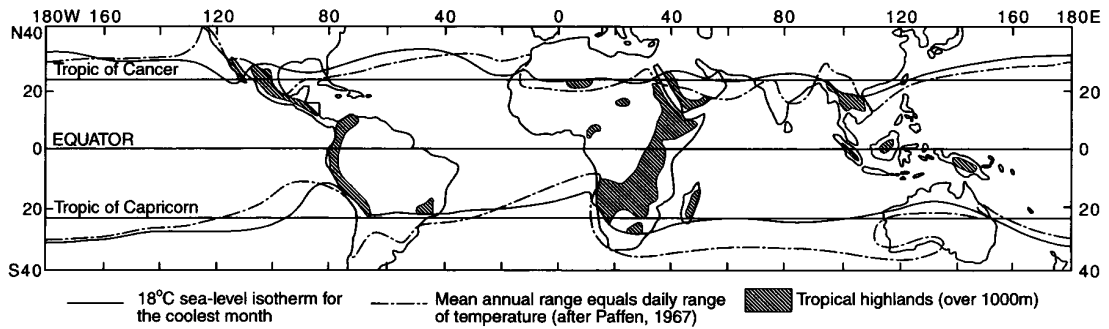 180W 160 120 80 40 0 40 80 120 160 180E
N40
Tropic of Cancer
20 20
EQUATOR
0 0
Tropic of Capricorn
20 20
S40 40
18°C sea-level isotherm for
the coolest month
Mean annual range equals daily range
of temperature (after Paffen, 1967)
Tropical highlands (over 1000m)